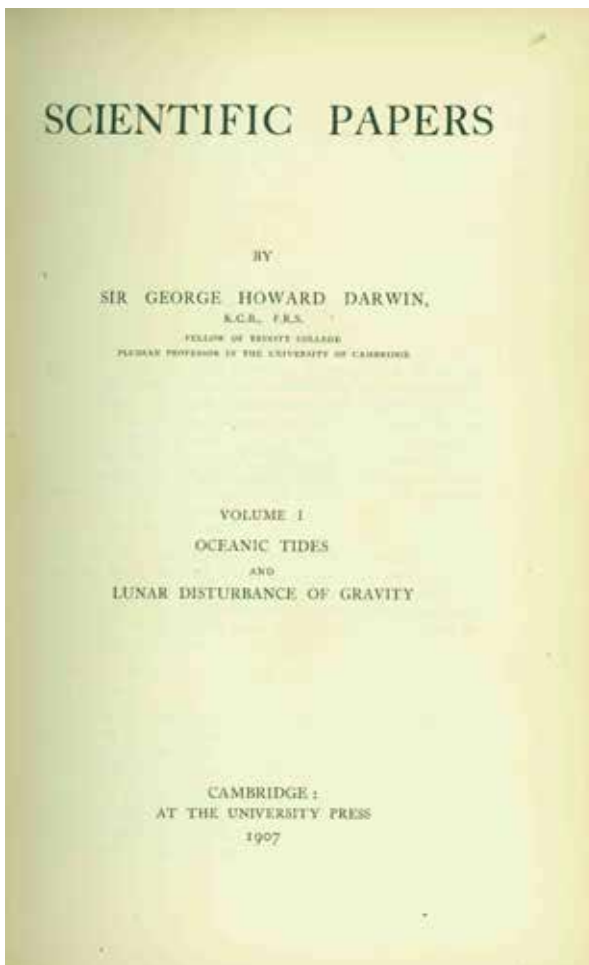 SCIENTIFIC PAPERS
BY
SIR GEORGE HOWARD DARWIN,
K.C.B., F.R.S.
FELLOW OF TRINITY COLLEGE
PLUMIAN PROFESSOR IN THE UNIVERSITY OF CAMBRIDGE
VOLUME I
OCEANIC TIDES
AND
LUNAR DISTURBANCE OF GRAVITY
CAMBRIDGE:
AT THE UNIVERSITY PRESS
1907